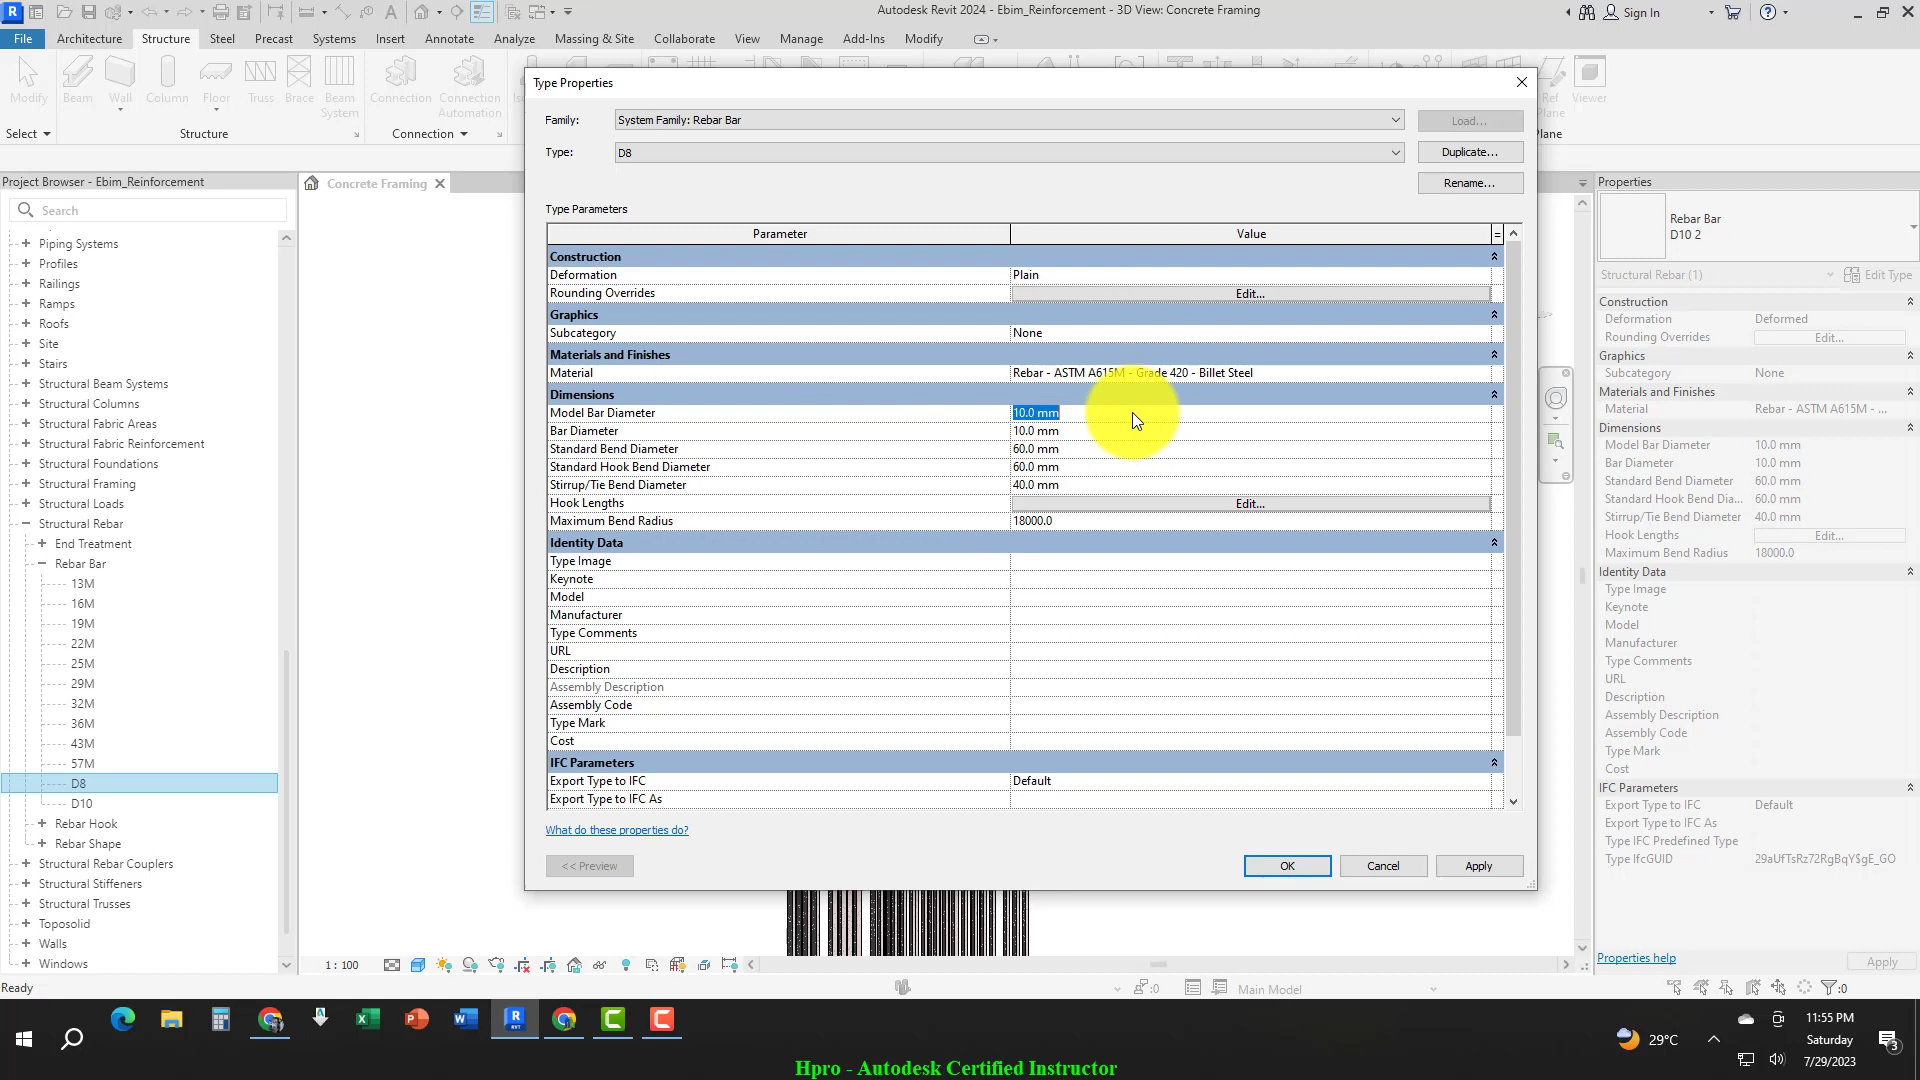 Autodesk Revit 2024 - Ebim_Reinforcement - 3D View: Concrete Framing
Sign In
File Architecture Structure Steel Precast Systems Insert Annotate Analyze Massing & Site Collaborate View Manage Add-Ins Modify
Modify Beam Wall Column Floor Truss Brace Beam System Connection Connection Automation
Ref Plane Viewer
Select Structure Connection
Project Browser - Ebim_Reinforcement
Search
Piping Systems
Profiles
Railings
Ramps
Roofs
Site
Stairs
Structural Beam Systems
Structural Columns
Structural Fabric Areas
Structural Fabric Reinforcement
Structural Foundations
Structural Framing
Structural Loads
Structural Rebar
End Treatment
Rebar Bar
13M
16M
19M
22M
25M
29M
32M
36M
43M
57M
D8
D10
Rebar Hook
Rebar Shape
Structural Rebar Couplers
Structural Stiffeners
Structural Trusses
Toposolid
Walls
Windows
Concrete Framing
Type Properties
Family: System Family: Rebar Bar Load...
Type: D8 Duplicate...
Rename...
Type Parameters
Parameter Value =
Construction
Deformation Plain
Rounding Overrides Edit...
Graphics
Subcategory None
Materials and Finishes
Material Rebar - ASTM A615M - Grade 420 - Billet Steel
Dimensions
Model Bar Diameter 10.0 mm
Bar Diameter 10.0 mm
Standard Bend Diameter 60.0 mm
Standard Hook Bend Diameter 60.0 mm
Stirrup/Tie Bend Diameter 40.0 mm
Hook Lengths Edit...
Maximum Bend Radius 18000.0
Identity Data
Type Image
Keynote
Model
Manufacturer
Type Comments
URL
Description
Assembly Description
Assembly Code
Type Mark
Cost
IFC Parameters
Export Type to IFC Default
Export Type to IFC As
What do these properties do?
<< Preview OK Cancel Apply
Properties
Rebar Bar
D10 2
Structural Rebar (1) Edit Type
Construction
Deformation Deformed
Rounding Overrides Edit...
Graphics
Subcategory None
Materials and Finishes
Material Rebar - ASTM A615M - ...
Dimensions
Model Bar Diameter 10.0 mm
Bar Diameter 10.0 mm
Standard Bend Diameter 60.0 mm
Standard Hook Bend Dia... 60.0 mm
Stirrup/Tie Bend Diameter 40.0 mm
Hook Lengths Edit...
Maximum Bend Radius 18000.0
Identity Data
Type Image
Keynote
Model
Manufacturer
Type Comments
URL
Description
Assembly Description
Assembly Code
Type Mark
Cost
IFC Parameters
Export Type to IFC Default
Export Type to IFC As
Type IFC Predefined Type
Type IfcGUID 29aUfTsRz72RgBqY$gE_GO
Properties help Apply
1 : 100
Ready
:0 Main Model :0
29°C
11:55 PM
Saturday
7/29/2023
3
Hpro - Autodesk Certified Instructor